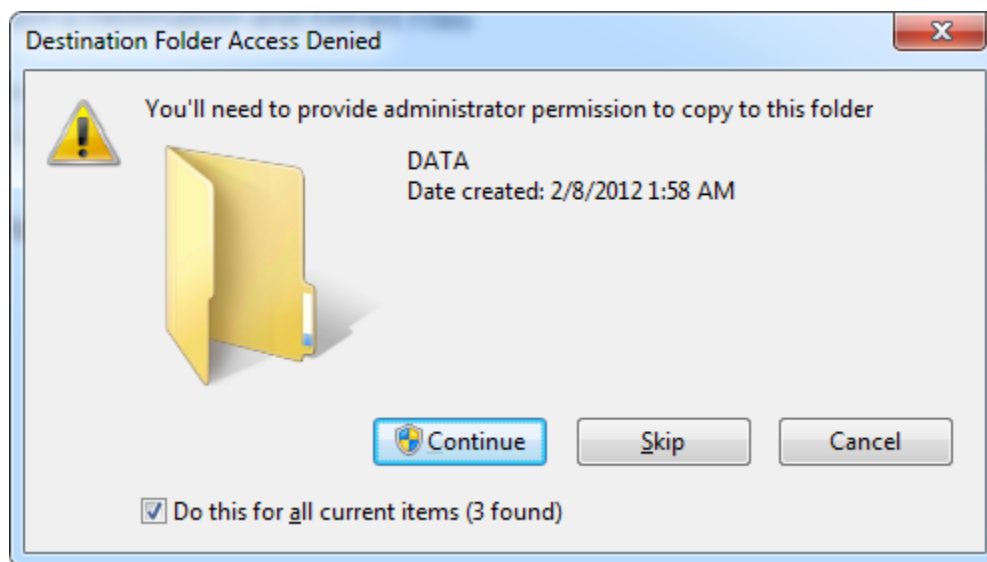 Destination Folder Access Denied
You'll need to provide administrator permission to copy to this folder
DATA
Date created: 2/8/2012 1:58 AM
Continue
Skip
Cancel
Do this for all current items (3 found)